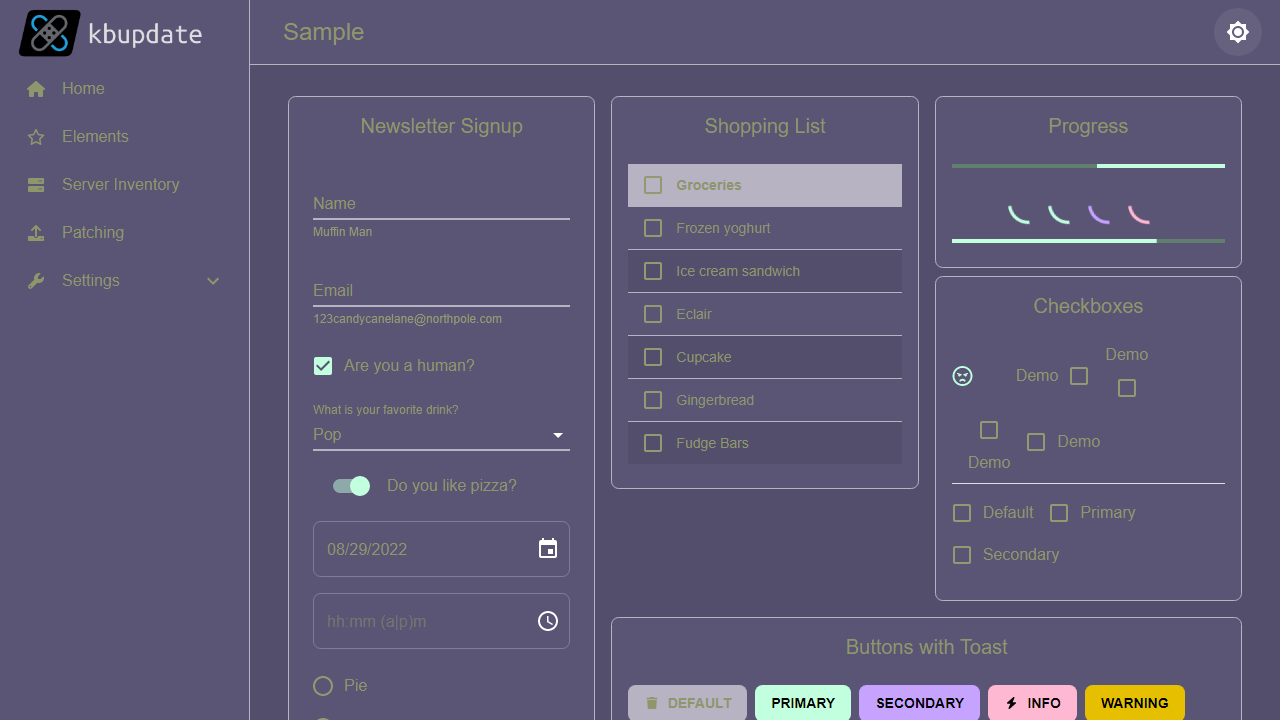 kbupdate
Sample
Home
Elements
Server Inventory
Patching
Settings
Newsletter Signup
Name
Muffin Man
Email
123candycanelane@northpole.com
Are you a human?
What is your favorite drink?
Pop
Do you like pizza?
08/29/2022
hh:mm (a|p)m
Pie
Shopping List
Groceries
Frozen yoghurt
Ice cream sandwich
Eclair
Cupcake
Gingerbread
Fudge Bars
Progress
Checkboxes
Demo
Demo
Demo
Demo
Default
Primary
Secondary
Buttons with Toast
DEFAULT
PRIMARY
SECONDARY
INFO
WARNING